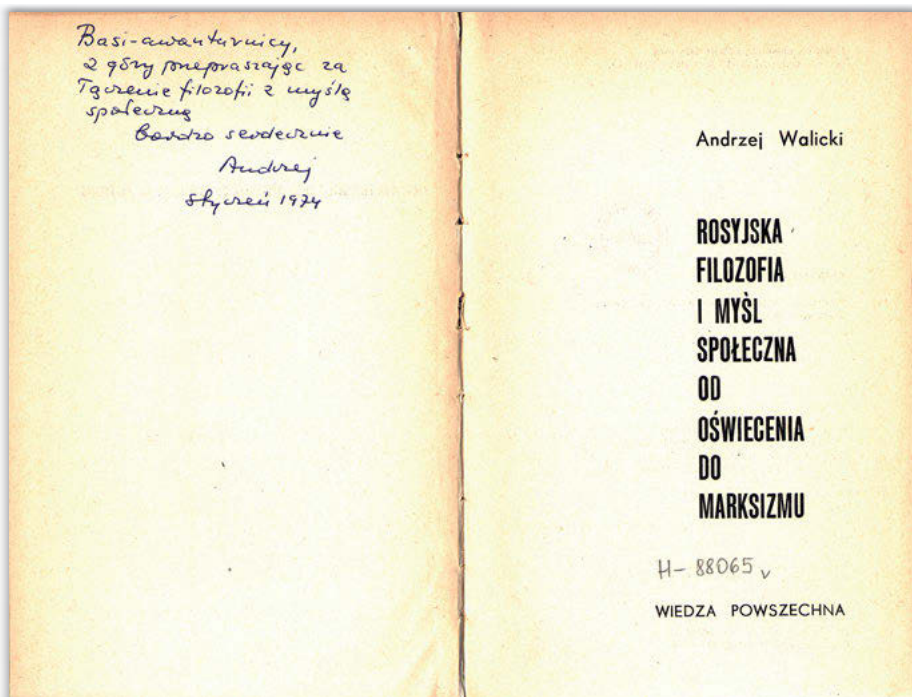 Basi-awanturnicy,
z góry przepraszając za
łączenie filozofii z myślą
społeczną
bardzo serdecznie
Andrzej
styczeń 1974
Andrzej Walicki
ROSYJSKA
FILOZOFIA
I MYŚL
SPOŁECZNA
OD
OŚWIECENIA
DO
MARKSIZMU
H-88065
WIEDZA POWSZECHNA